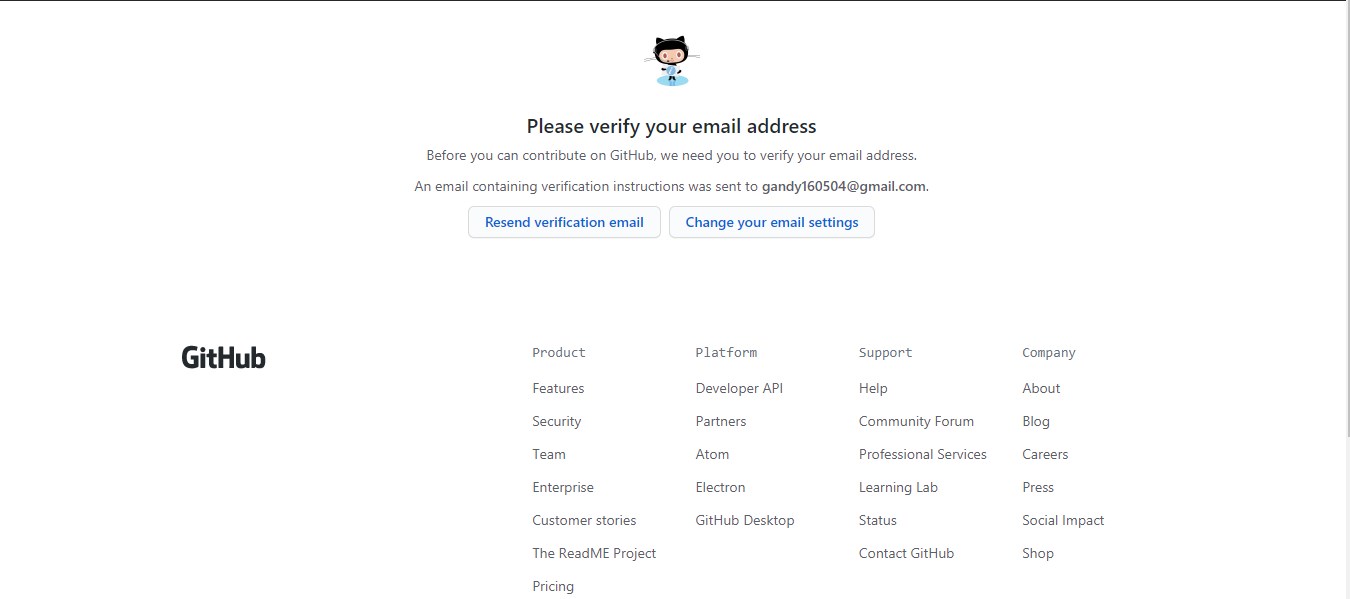 Please verify your email address
Before you can contribute on GitHub, we need you to verify your email address.
An email containing verification instructions was sent to gandy160504@gmail.com.
Resend verification email
Change your email settings
GitHub
Product
Features
Security
Team
Enterprise
Customer stories
The ReadME Project
Pricing
Platform
Developer API
Partners
Atom
Electron
GitHub Desktop
Support
Help
Community Forum
Professional Services
Learning Lab
Status
Contact GitHub
Company
About
Blog
Careers
Press
Social Impact
Shop